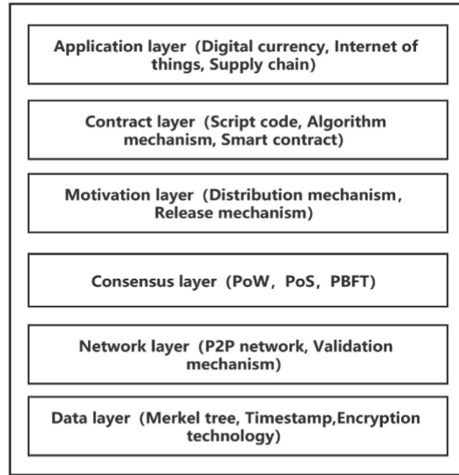 Application layer（Digital currency, Internet of
things, Supply chain）
Contract layer（Script code, Algorithm
mechanism, Smart contract）
Motivation layer（Distribution mechanism，
Release mechanism）
Consensus layer（PoW， PoS， PBFT）
Network layer（P2P network, Validation
mechanism）
Data layer（Merkel tree, Timestamp,Encryption
technology）